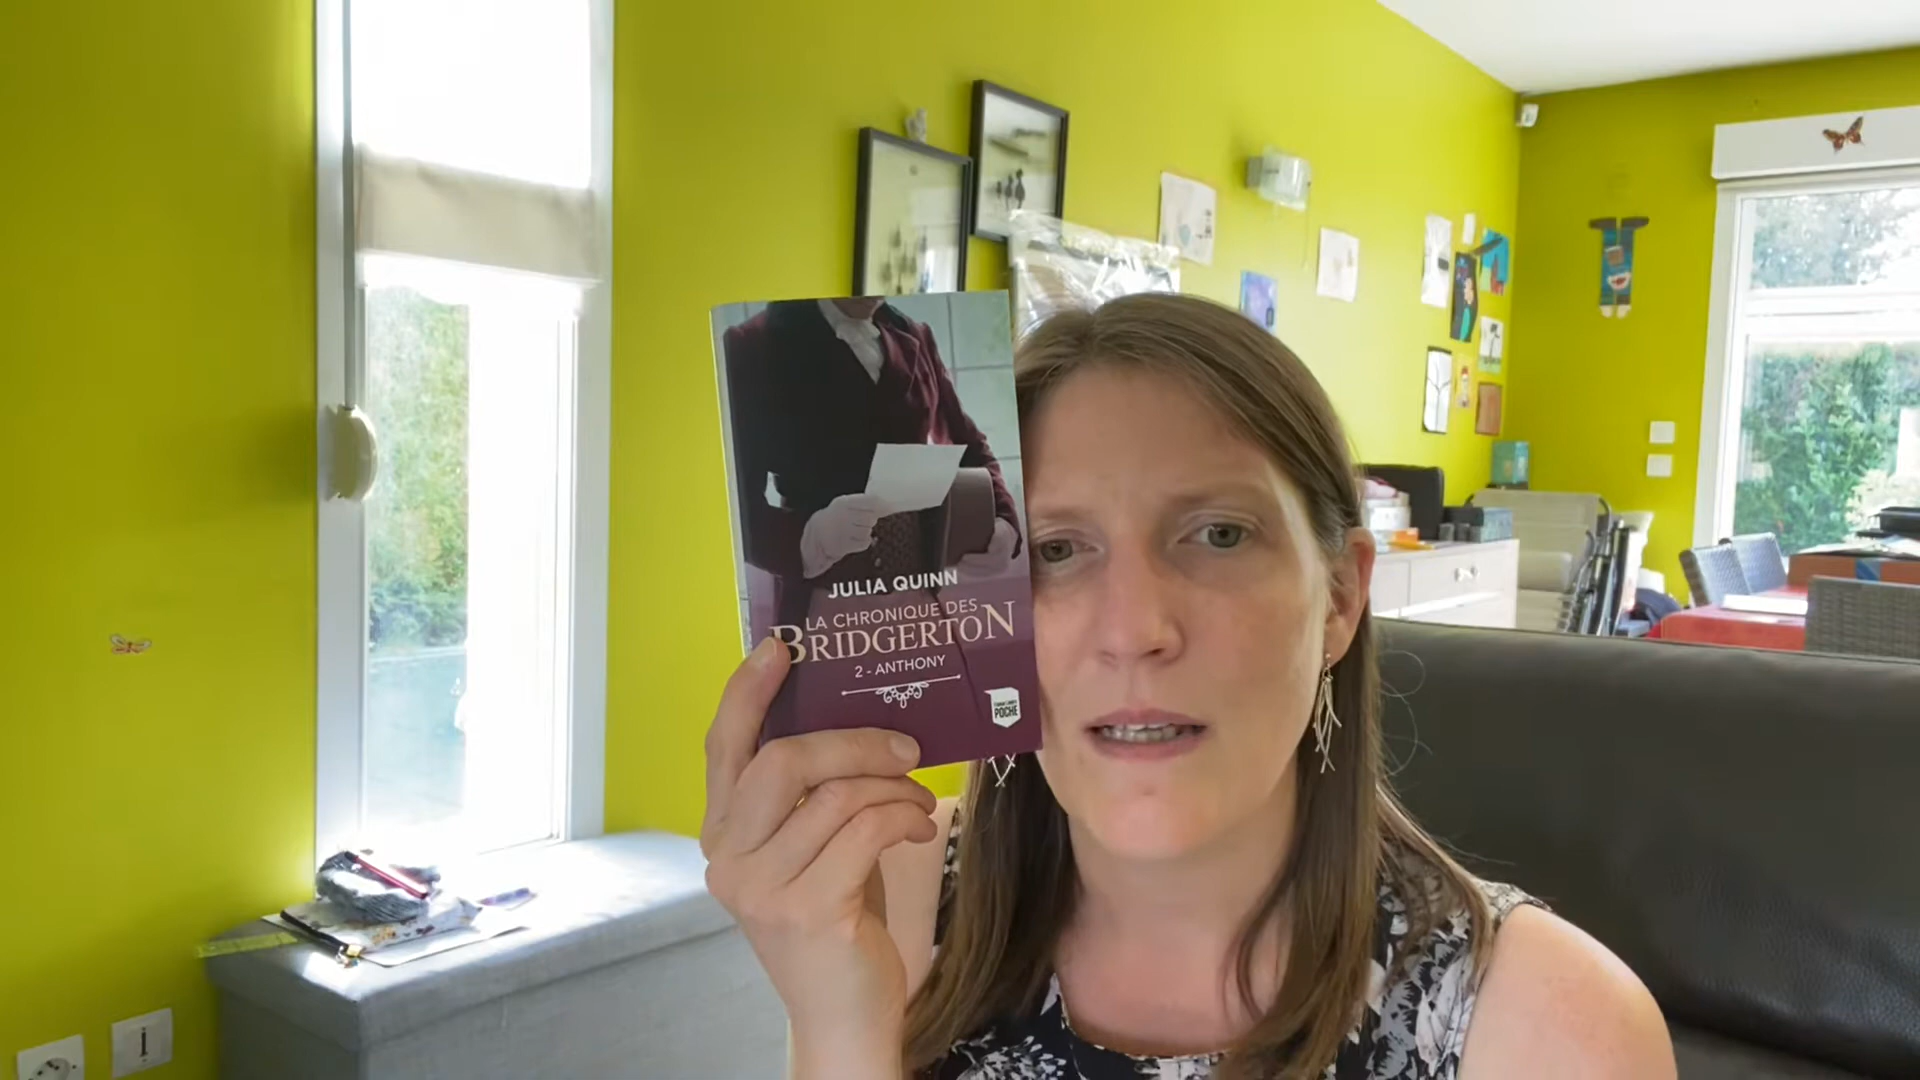 JULIA QUINN
LA CHRONIQUE DES
BRIDGERTON
2 - ANTHONY
POCHE